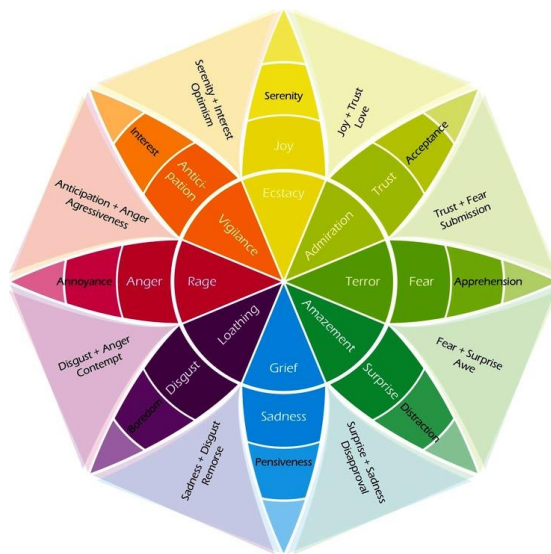 Serenity + Interest
Optimism
Serenity
Joy
Ecstacy
Joy + Trust
Love
Acceptance
Trust
Admiration
Trust + Fear
Submission
Terror
Fear
Apprehension
Fear + Surprise
Awe
Amazement
Surprise
Distraction
Surprise + Sadness
Disapproval
Grief
Sadness
Pensiveness
Sadness + Disgust
Remorse
Loathing
Disgust
Boredom
Disgust + Anger
Contempt
Rage
Anger
Annoyance
Anticipation + Anger
Agressiveness
Vigilance
Antici-
pation
Interest